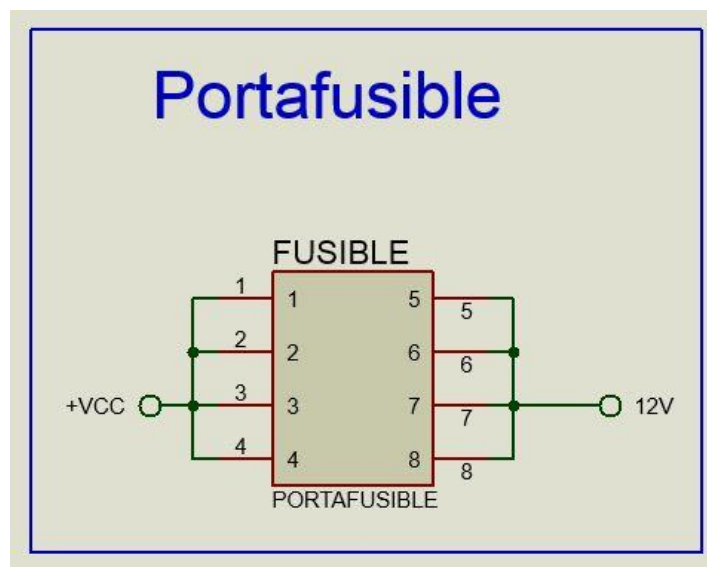 Portafusible
FUSIBLE
1 1 5 5
2 2 6 6
+VCC 3 3 7 7 12V
4 4 8 8
PORTAFUSIBLE